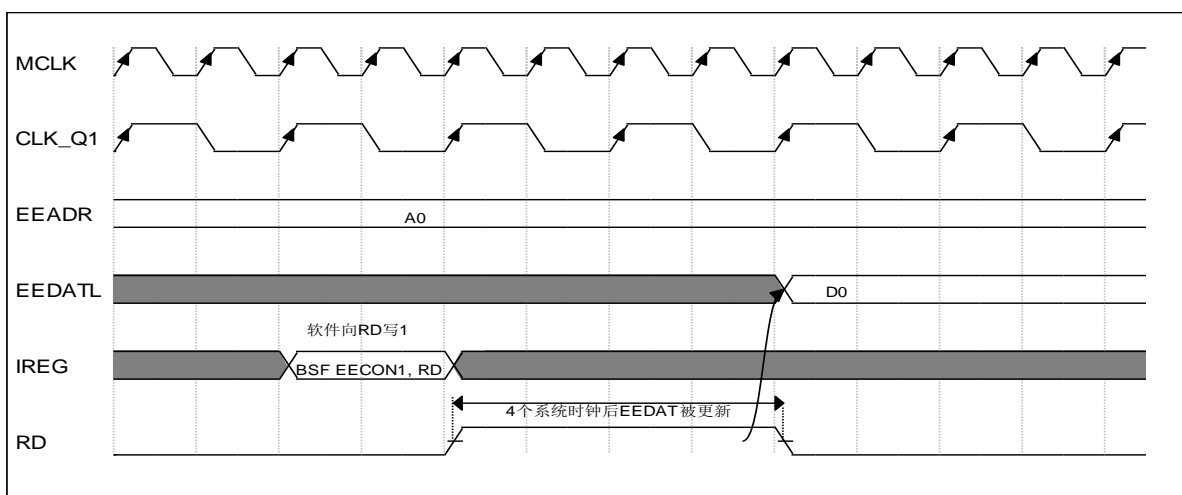 MCLK
CLK_Q1
EEADR
A0
EEDATL
D0
软件向RD写1
IREG
BSF EECON1, RD
4个系统时钟后EEDAT被更新
RD